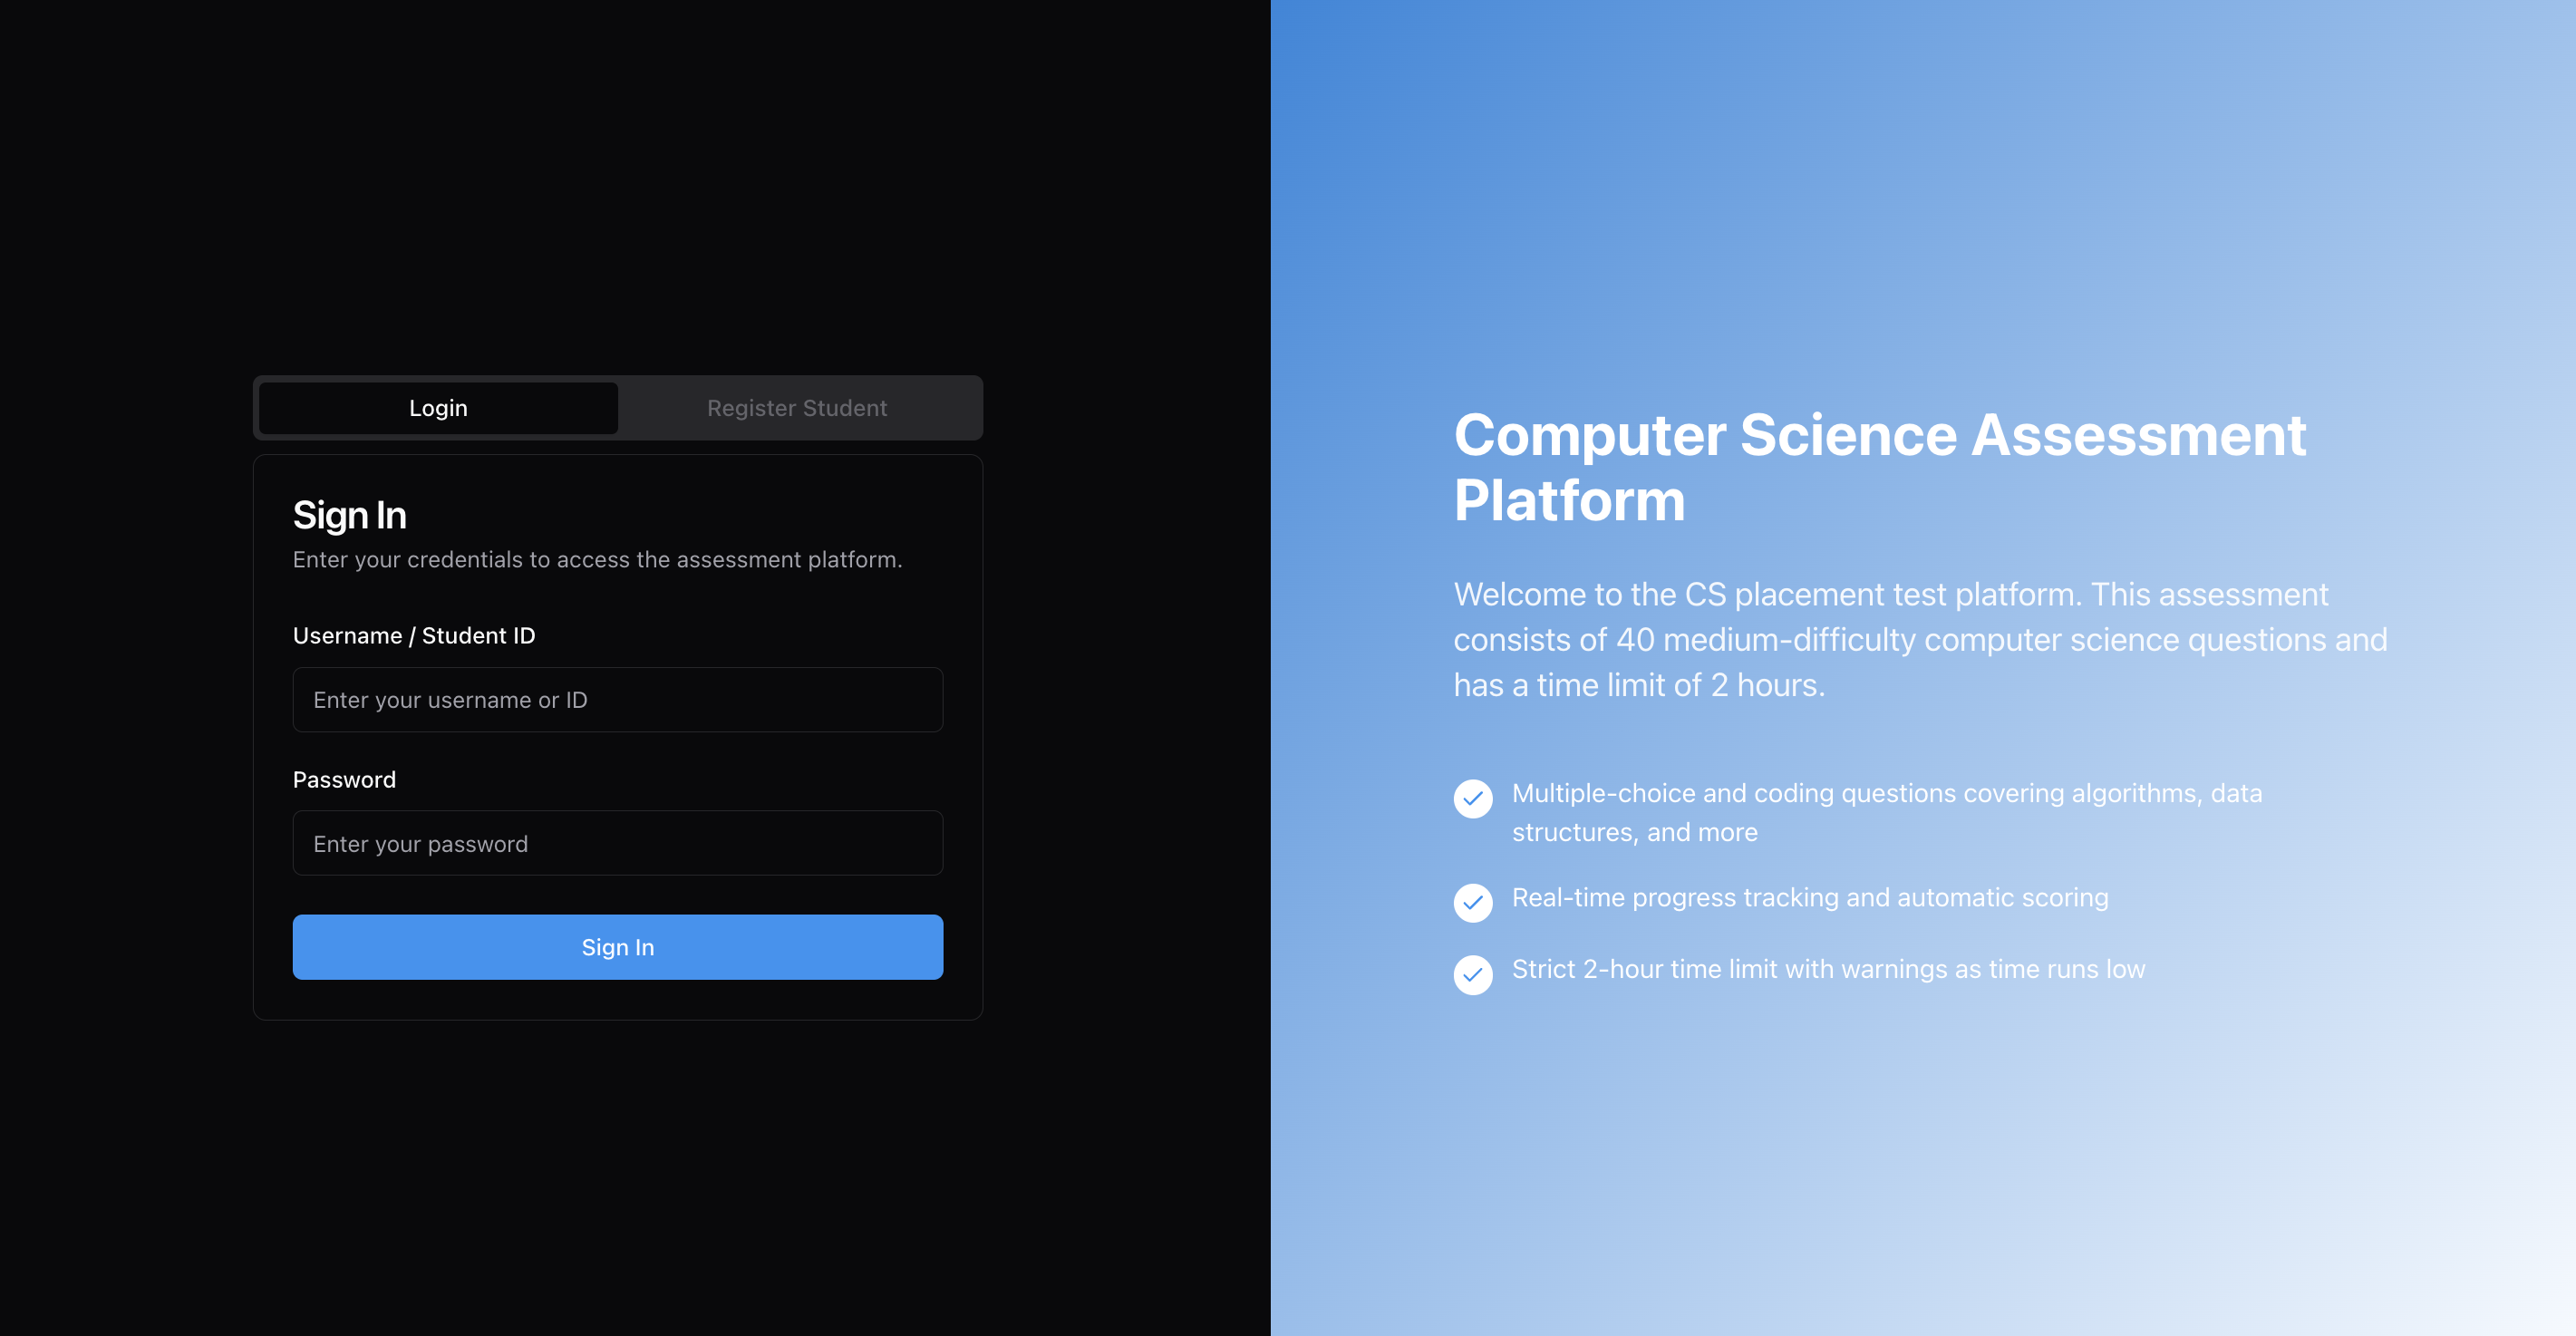 Login
Register Student
Sign In
Enter your credentials to access the assessment platform.
Username / Student ID
Enter your username or ID
Password
Enter your password
Sign In
Computer Science Assessment
Platform
Welcome to the CS placement test platform. This assessment
consists of 40 medium-difficulty computer science questions and
has a time limit of 2 hours.
Multiple-choice and coding questions covering algorithms, data
structures, and more
Real-time progress tracking and automatic scoring
Strict 2-hour time limit with warnings as time runs low